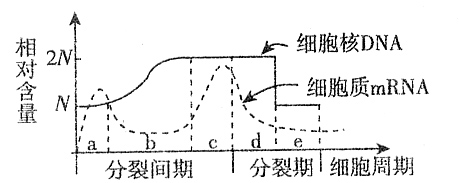 相对含量
2N
N
细胞核DNA
细胞质mRNA
a b c d e
分裂间期 分裂期 细胞周期